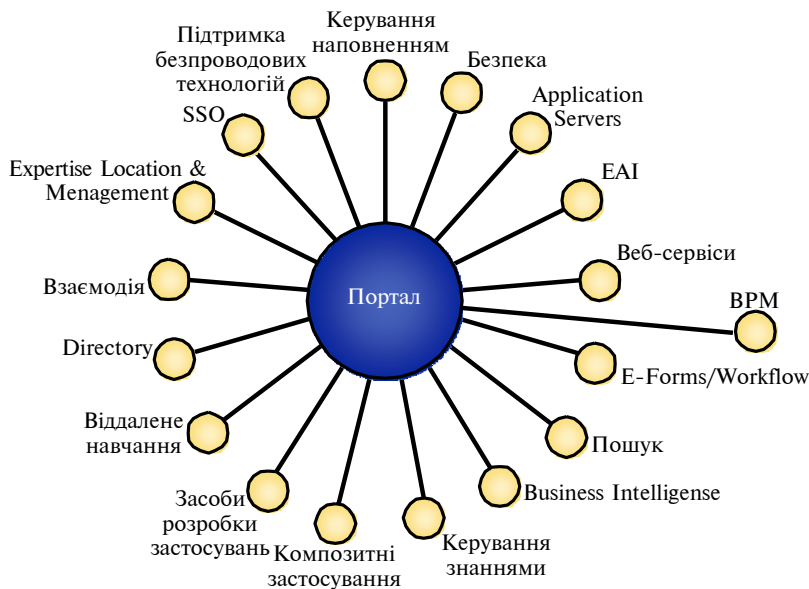 Керування
наповненням
Підтримка
безпроводових
технологій
Безпека
SSO
Application
Servers
Expertise Location &
Menagement
EAI
Веб-сервіси
Взаємодія
Портал
BPM
Directory
E-Forms/Workflow
Віддалене
навчання
Пошук
Засоби
розробки
застосувань
Business Intelligense
Композитні
застосування
Керування
знаннями